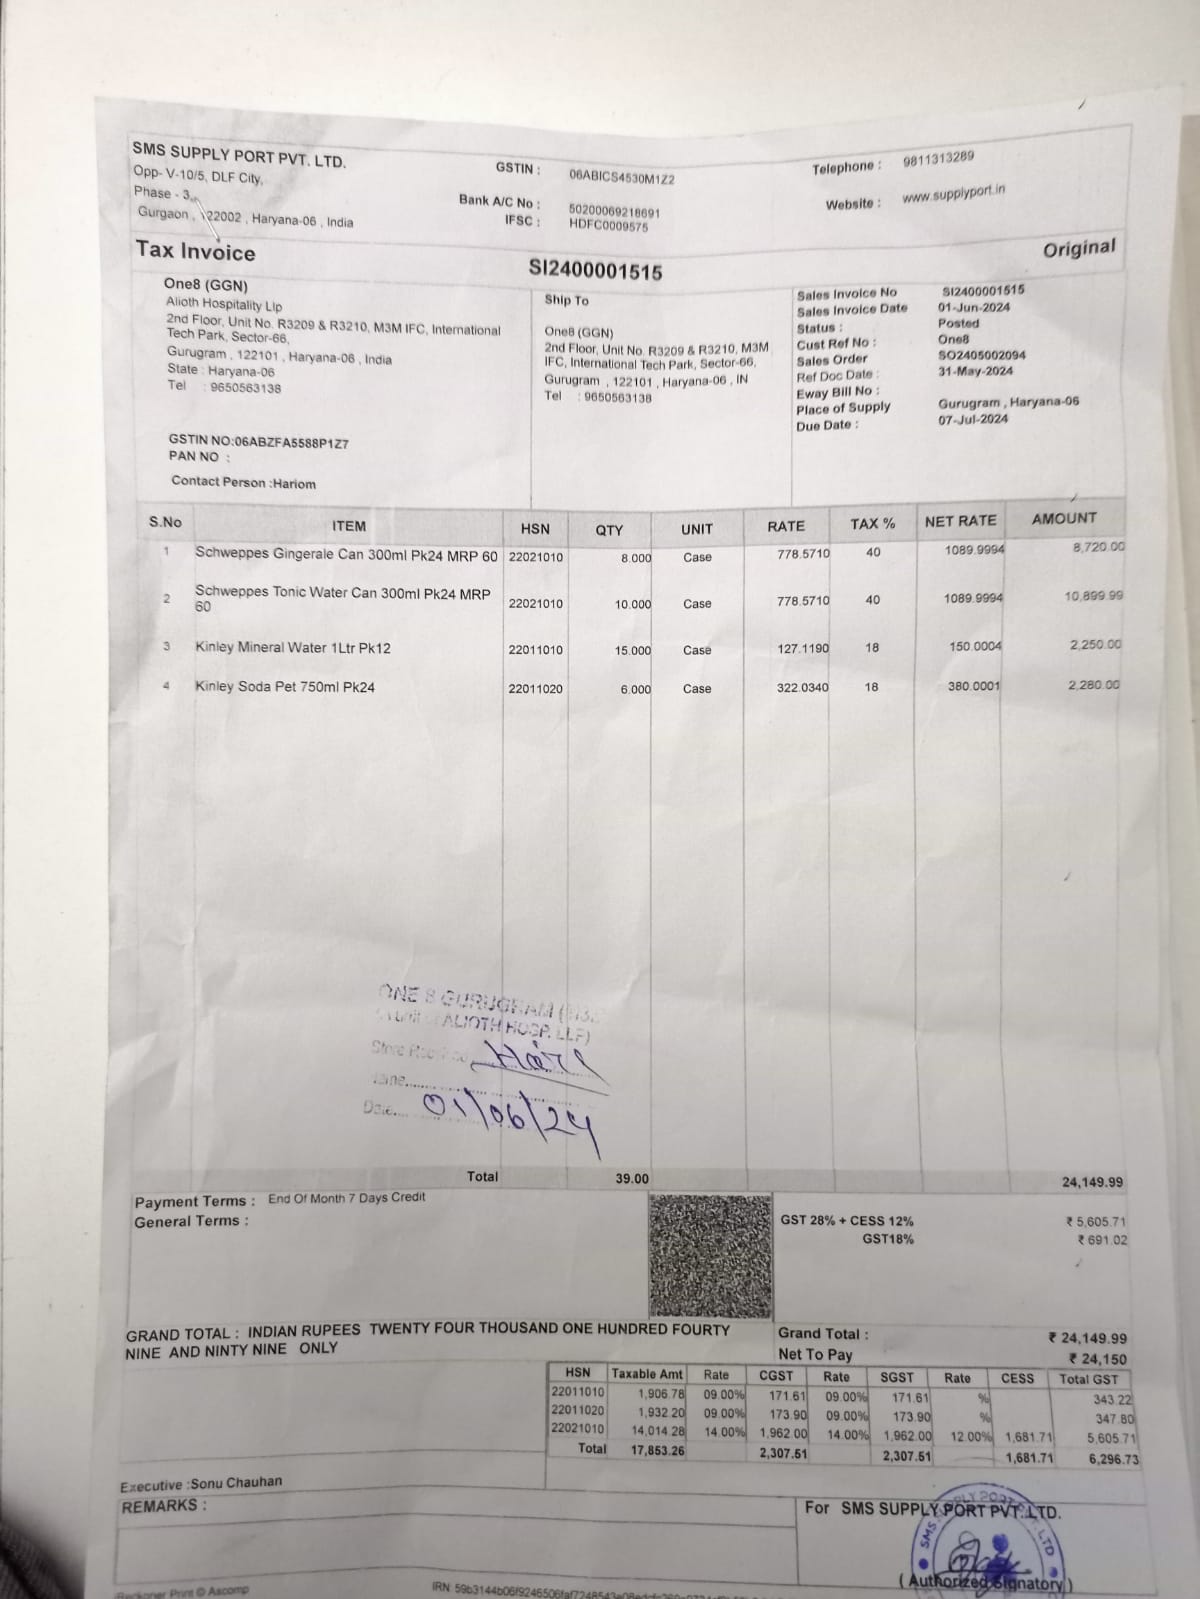 SMS SUPPLY PORT PVT. LTD.
Opp- V-10/5, DLF City,
Phase - 3,
Gurgaon , 122002 , Haryana-06 , India
GSTIN : 06ABICS4530M1Z2
Bank A/C No : 50200069218691
IFSC : HDFC0009575
Telephone : 9811313289
Website : www.supplyport.in
Tax Invoice
SI2400001515
Original
One8 (GGN)
Alioth Hospitality Llp
2nd Floor, Unit No. R3209 & R3210, M3M IFC, International
Tech Park, Sector-66,
Gurugram , 122101 , Haryana-06 , India
State : Haryana-06
Tel : 9650563138
GSTIN NO:06ABZFA5588P1Z7
PAN NO :
Contact Person :Hariom
Ship To
One8 (GGN)
2nd Floor, Unit No. R3209 & R3210, M3M
IFC, International Tech Park, Sector-66,
Gurugram , 122101 , Haryana-06 , IN
Tel : 9650563138
Sales Invoice No SI2400001515
Sales Invoice Date 01-Jun-2024
Status : Posted
Cust Ref No : One8
Sales Order SO2405002094
Ref Doc Date : 31-May-2024
Eway Bill No :
Place of Supply Gurugram , Haryana-06
Due Date : 07-Jul-2024
S.No ITEM HSN QTY UNIT RATE TAX % NET RATE AMOUNT
1 Schweppes Gingerale Can 300ml Pk24 MRP 60 22021010 8.000 Case 778.5710 40 1089.9994 8,720.00
2 Schweppes Tonic Water Can 300ml Pk24 MRP
60 22021010 10.000 Case 778.5710 40 1089.9994 10,899.99
3 Kinley Mineral Water 1Ltr Pk12 22011010 15.000 Case 127.1190 18 150.0004 2,250.00
4 Kinley Soda Pet 750ml Pk24 22011020 6.000 Case 322.0340 18 380.0001 2,280.00
ONE 8 GURUGRAM
ALIOTH HOSP. LLP)
Store
Hari
Date.... 01/06/24
Total 39.00 24,149.99
Payment Terms : End Of Month 7 Days Credit
General Terms :
GST 28% + CESS 12% ₹ 5,605.71
GST18% ₹ 691.02
GRAND TOTAL : INDIAN RUPEES TWENTY FOUR THOUSAND ONE HUNDRED FOURTY
NINE AND NINTY NINE ONLY
Grand Total : ₹ 24,149.99
Net To Pay ₹ 24,150
HSN Taxable Amt Rate CGST Rate SGST Rate CESS Total GST
22011010 1,906.78 09.00% 171.61 09.00% 171.61 % 343.22
22011020 1,932.20 09.00% 173.90 09.00% 173.90 % 347.80
22021010 14,014.28 14.00% 1,962.00 14.00% 1,962.00 12.00% 1,681.71 5,605.71
Total 17,853.26 2,307.51 2,307.51 1,681.71 6,296.73
Executive :Sonu Chauhan
REMARKS :
For SMS SUPPLY PORT PVT. LTD.
( Authorized Signatory )
Reckoner Print © Ascomp